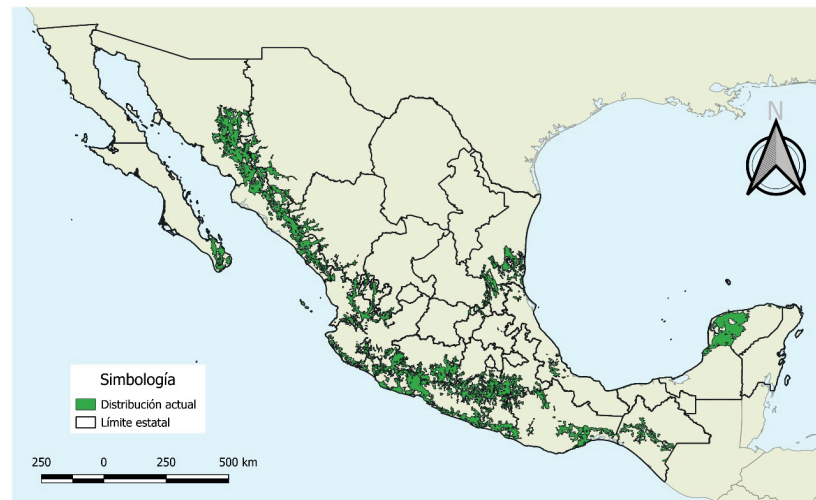 N
Simbología
Distribución actual
Límite estatal
250 0 250 500 km